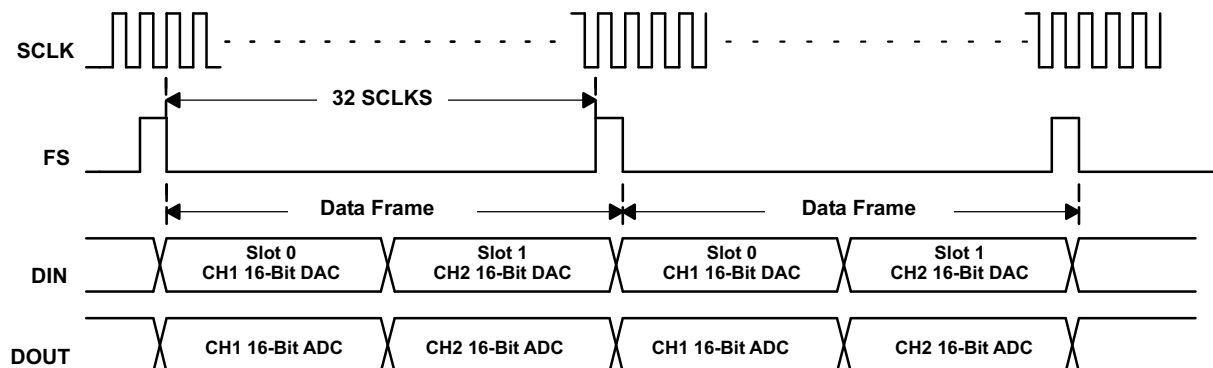 SCLK
32 SCLKS
FS
Data Frame
Data Frame
DIN
Slot 0
CH1 16-Bit DAC
Slot 1
CH2 16-Bit DAC
Slot 0
CH1 16-Bit DAC
Slot 1
CH2 16-Bit DAC
DOUT
CH1 16-Bit ADC
CH2 16-Bit ADC
CH1 16-Bit ADC
CH2 16-Bit ADC